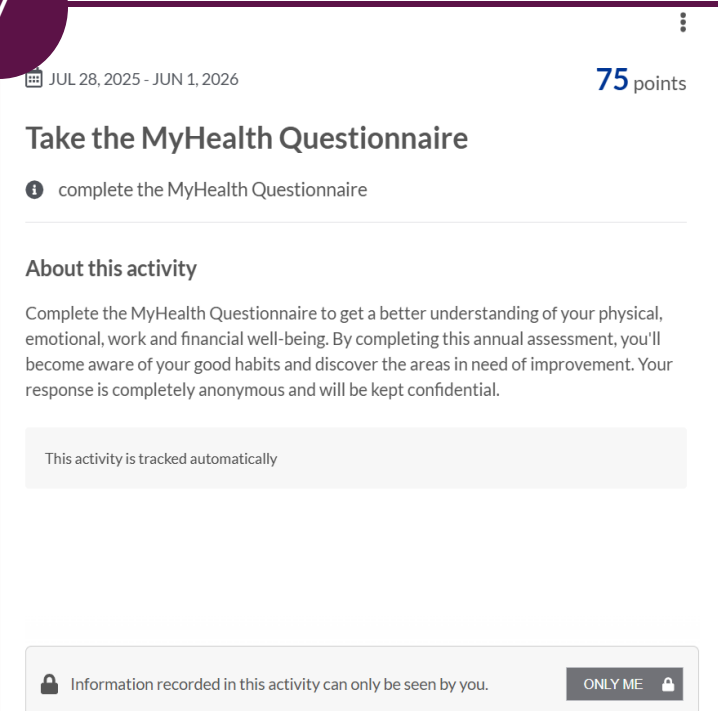 JUL 28, 2025 - JUN 1, 2026
75 points
Take the MyHealth Questionnaire
complete the MyHealth Questionnaire
About this activity
Complete the MyHealth Questionnaire to get a better understanding of your physical,
emotional, work and financial well-being. By completing this annual assessment, you'll
become aware of your good habits and discover the areas in need of improvement. Your
response is completely anonymous and will be kept confidential.
This activity is tracked automatically
Information recorded in this activity can only be seen by you.
ONLY ME